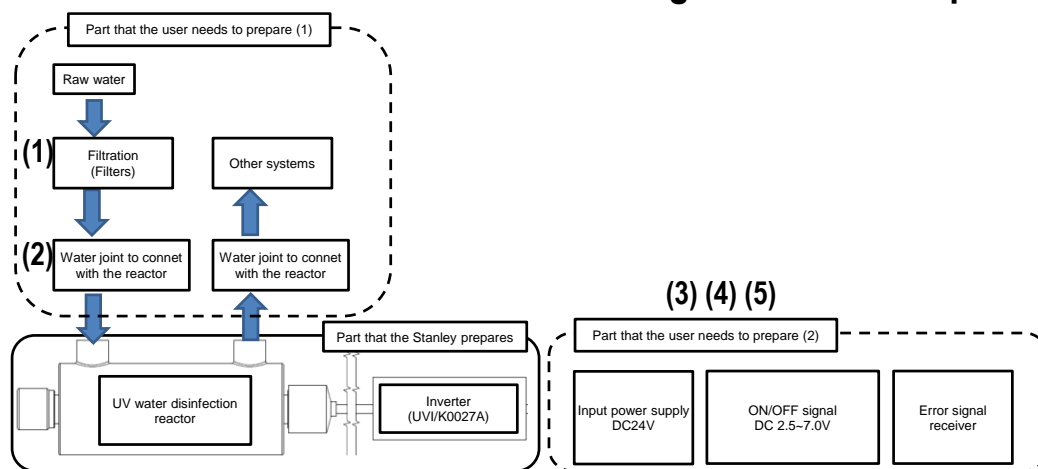 Part that the user needs to prepare (1)
Raw water
(1)
Filtration
(Filters)
Other systems
(2)
Water joint to connet
with the reactor
Water joint to connet
with the reactor
(3) (4) (5)
Part that the Stanley prepares
Part that the user needs to prepare (2)
UV water disinfection
reactor
Inverter
(UVI/K0027A)
Input power supply
DC24V
ON/OFF signal
DC 2.5~7.0V
Error signal
receiver